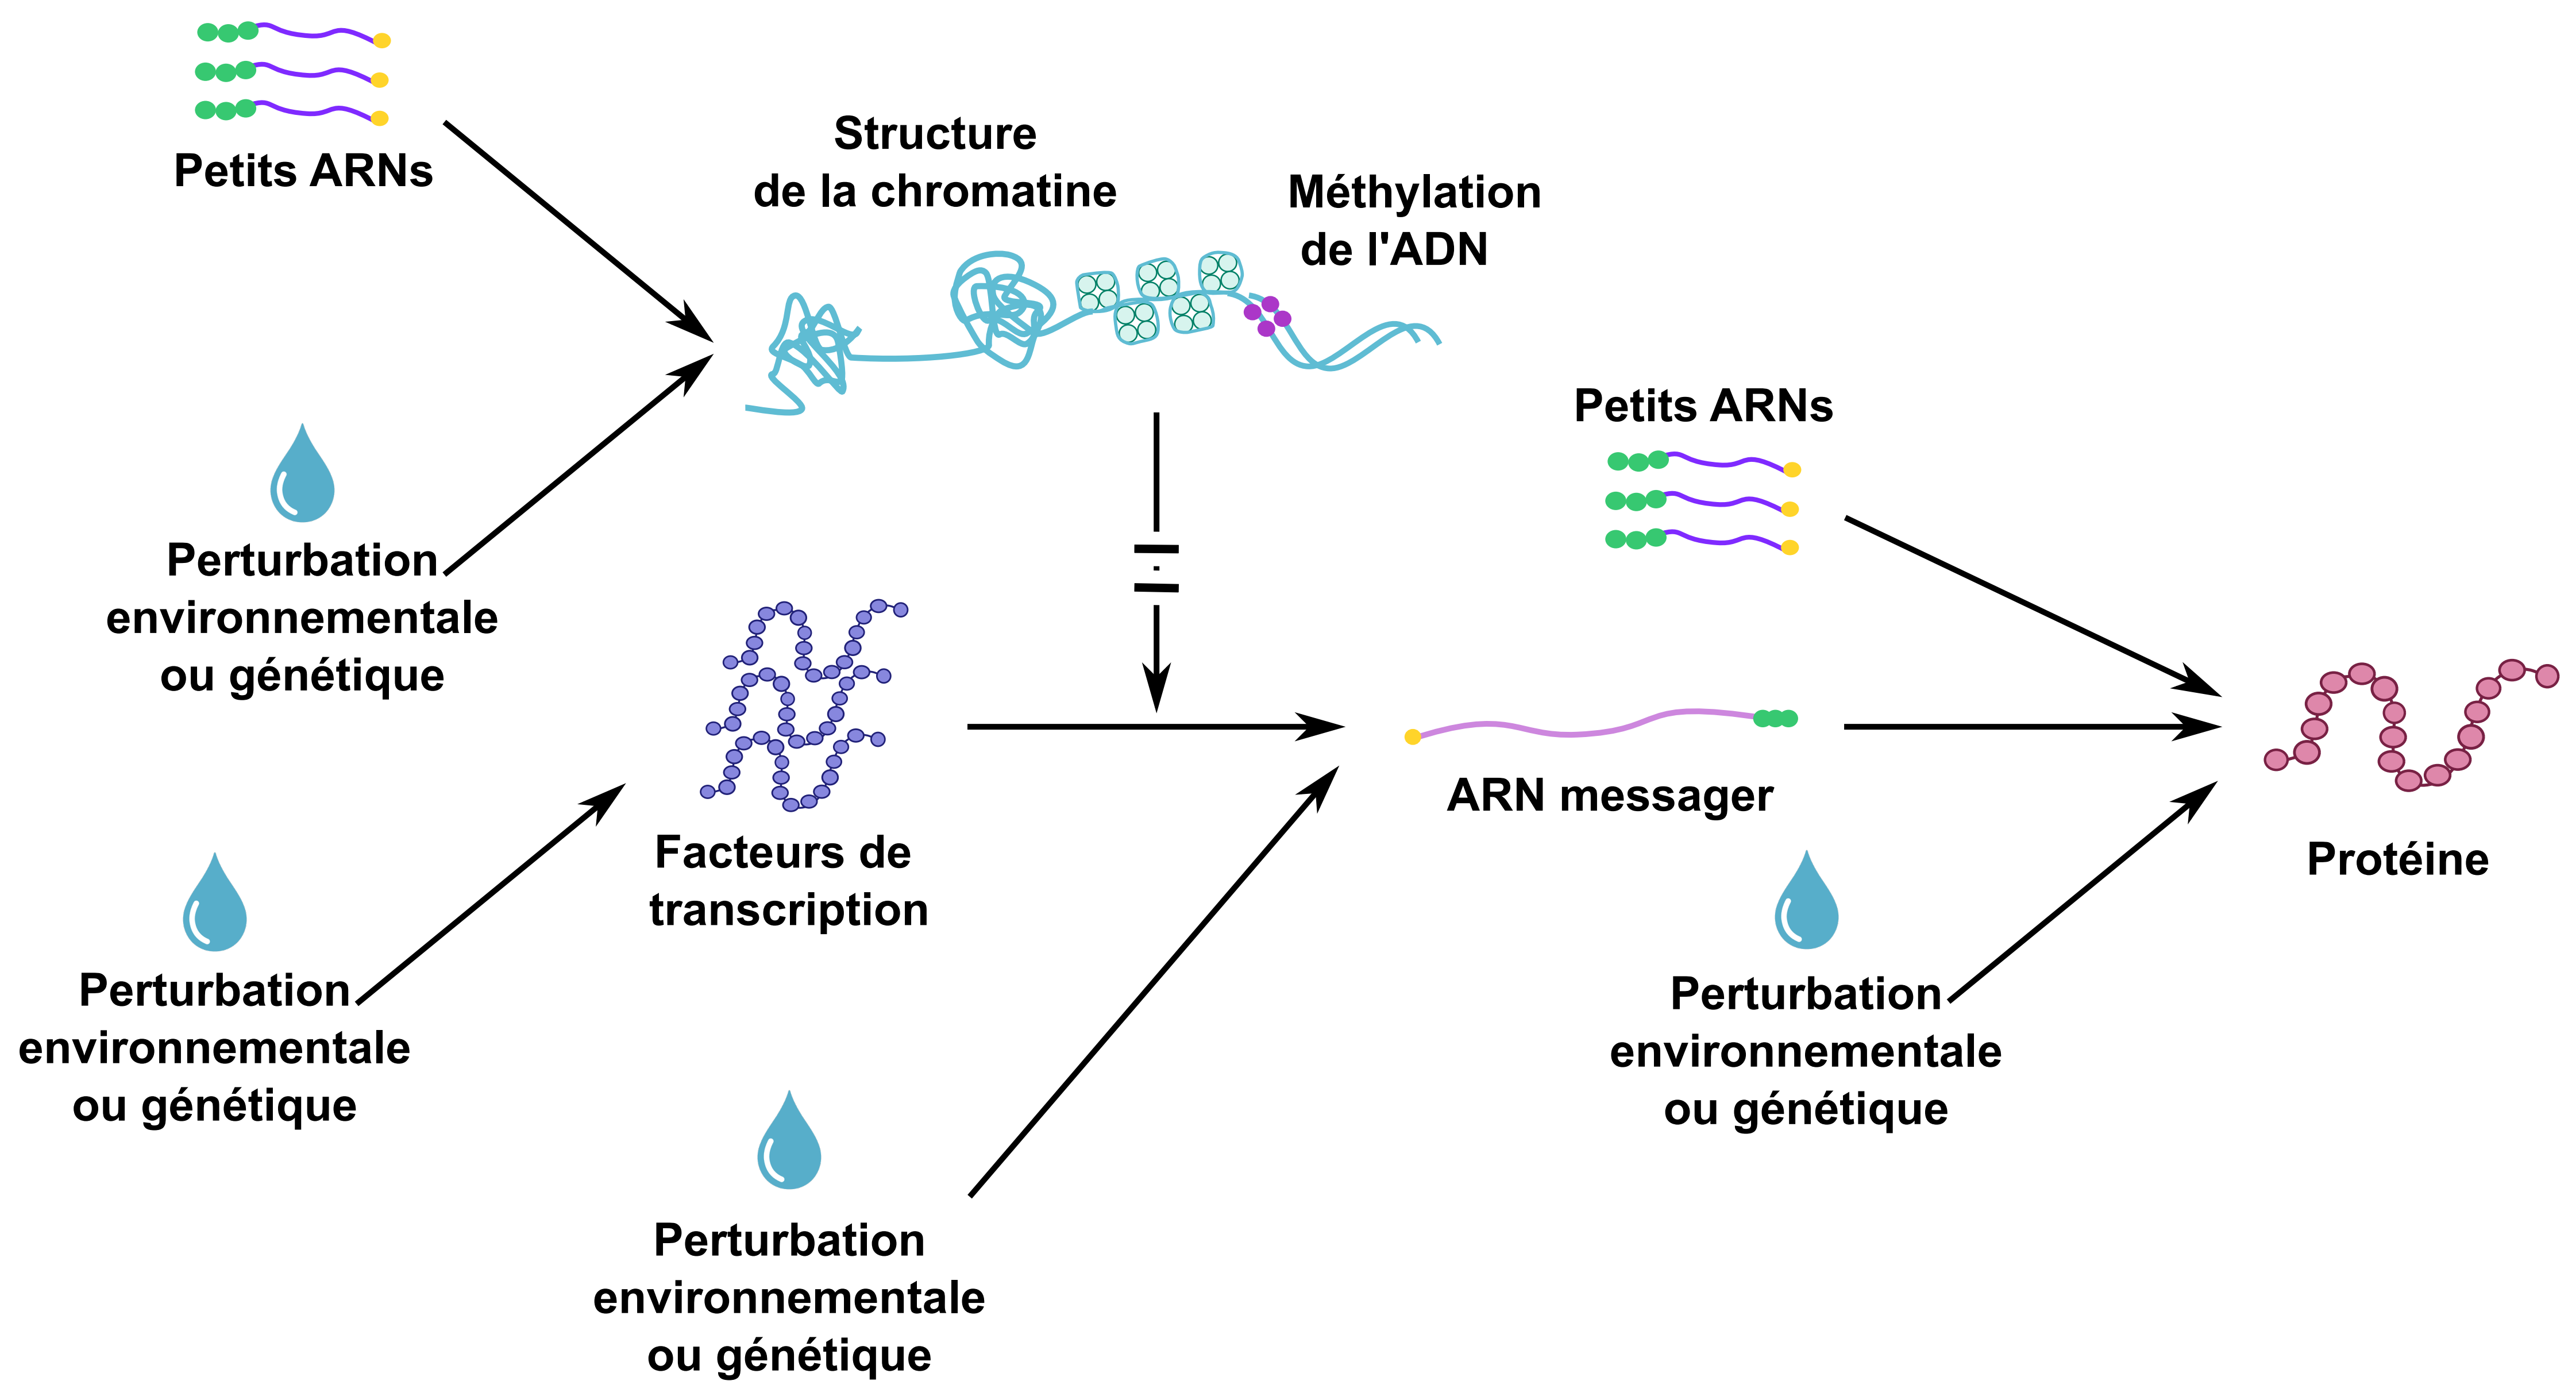 Petits ARNs
Structure
de la chromatine
Méthylation
de l'ADN
Petits ARNs
Perturbation
environnementale
ou génétique
Facteurs de
transcription
ARN messager
Protéine
Perturbation
environnementale
ou génétique
Perturbation
environnementale
ou génétique
Perturbation
environnementale
ou génétique